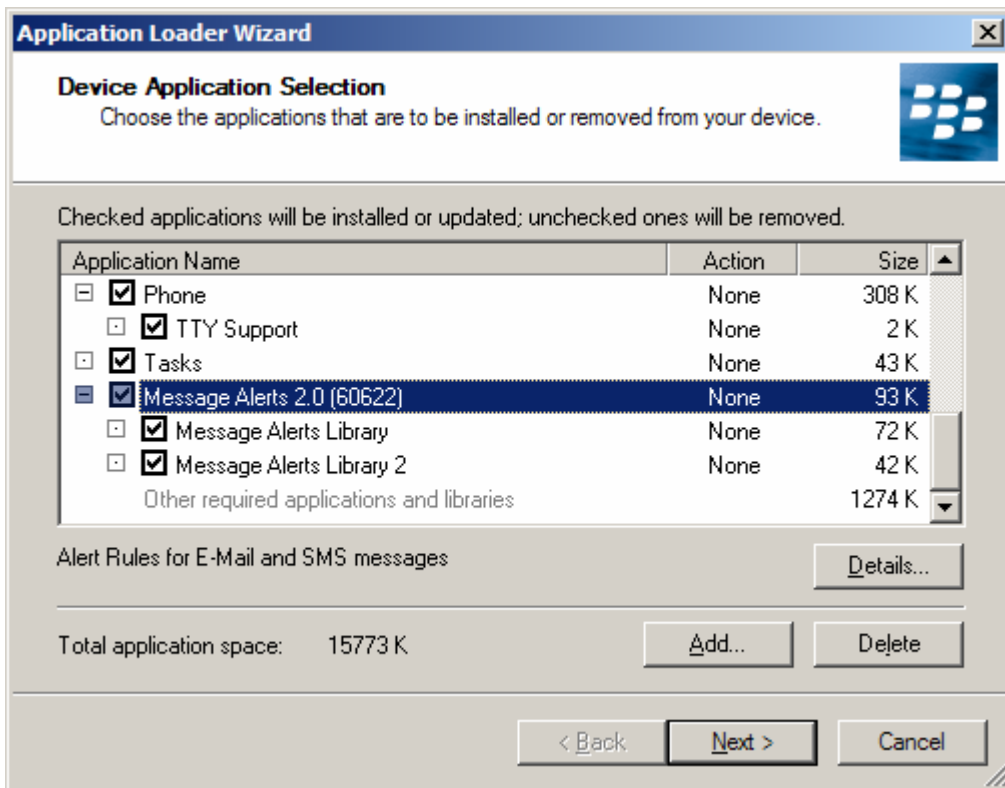 Application Loader Wizard
Device Application Selection
Choose the applications that are to be installed or removed from your device.
Checked applications will be installed or updated; unchecked ones will be removed.
Application Name Action Size
Phone None 308 K
TTY Support None 2 K
Tasks None 43 K
Message Alerts 2.0 (60622) None 93 K
Message Alerts Library None 72 K
Message Alerts Library 2 None 42 K
Other required applications and libraries 1274 K
Alert Rules for E-Mail and SMS messages
Details...
Total application space: 15773 K
Add... Delete
< Back Next > Cancel